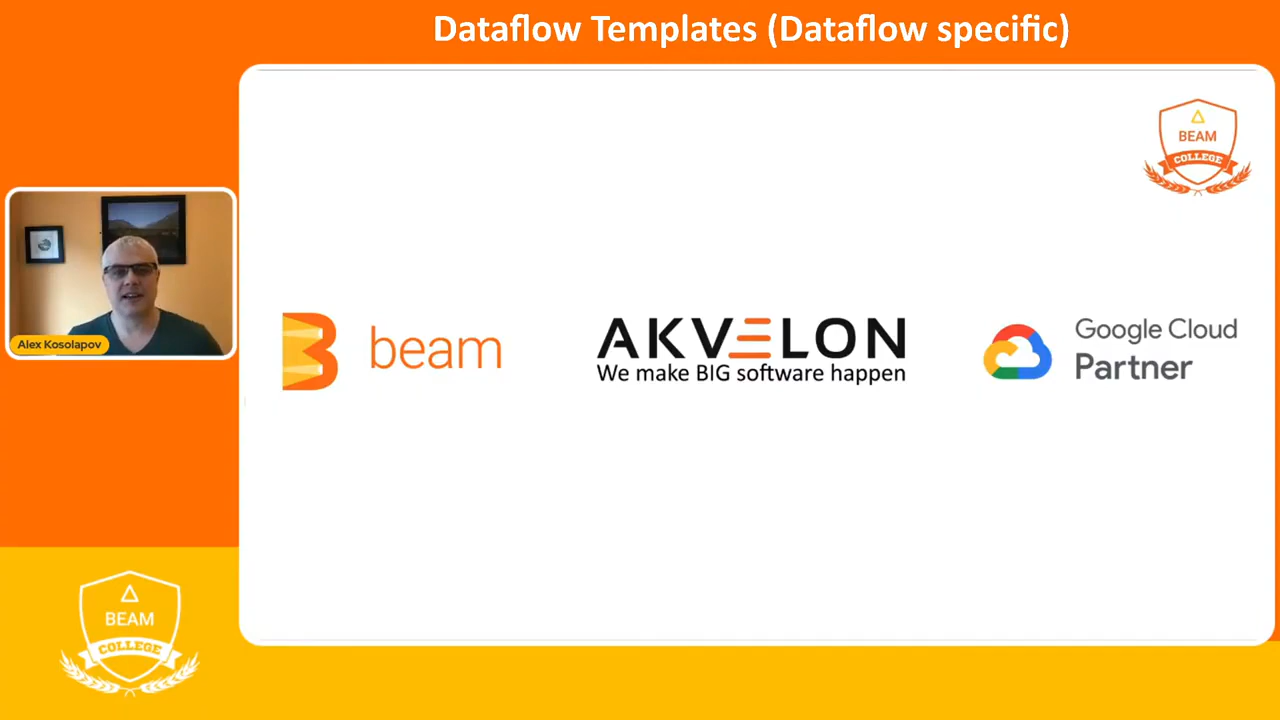 Dataflow Templates (Dataflow specific)
BEAM
COLLEGE
Alex Kosolapov
beam
AKVELON
We make BIG software happen
Google Cloud
Partner
BEAM
COLLEGE